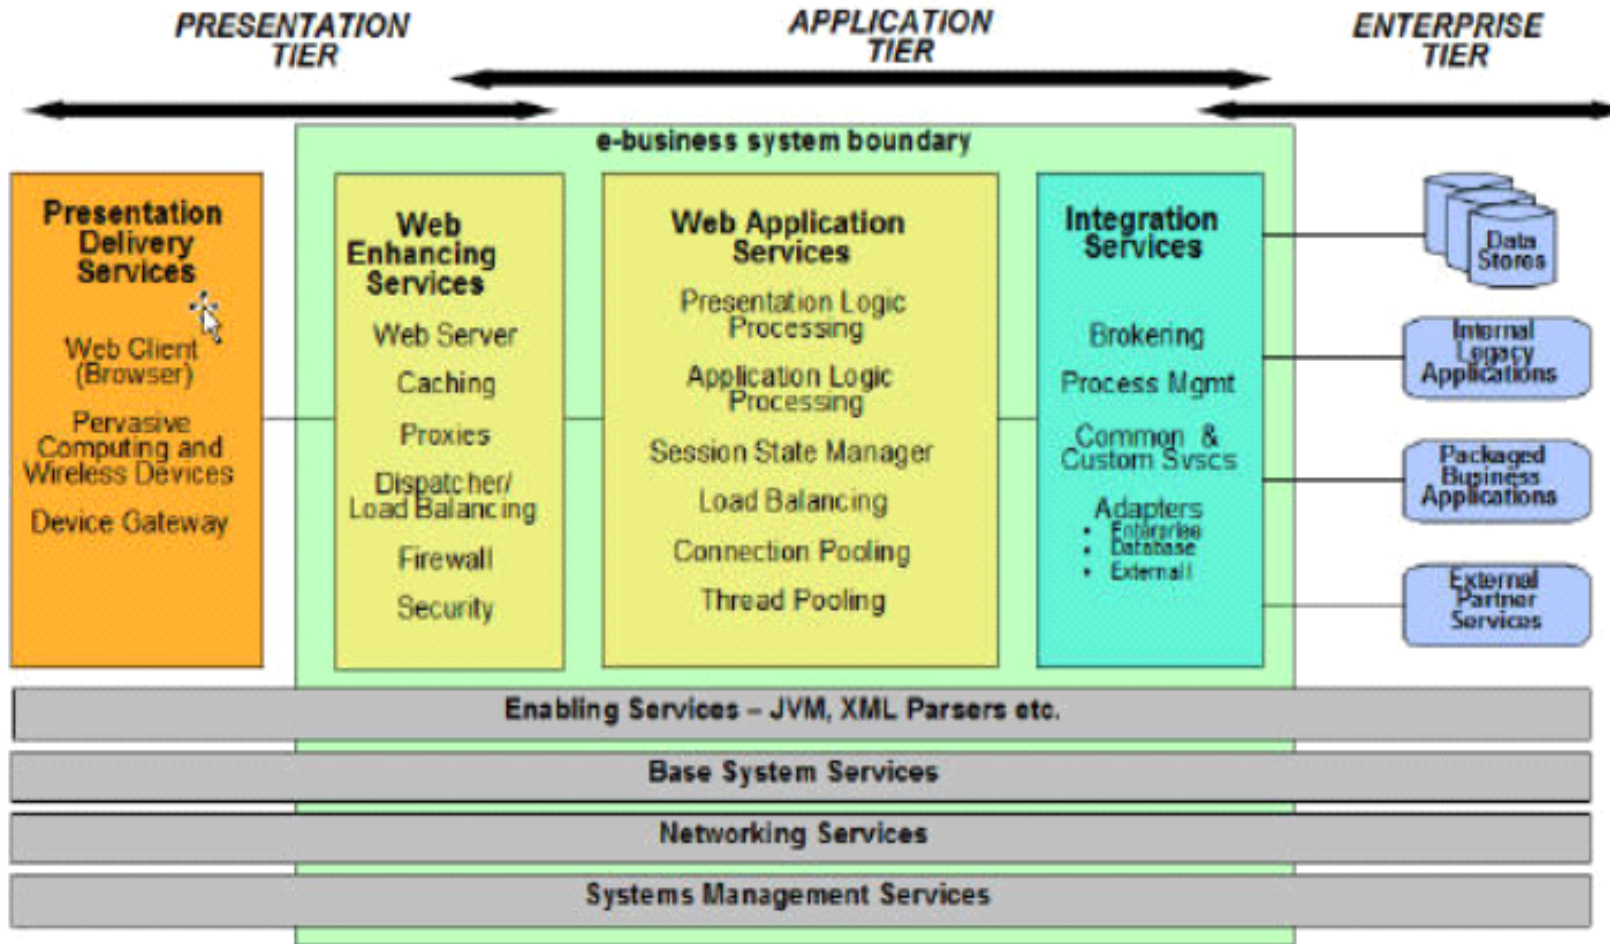 PRESENTATION
TIER
APPLICATION
TIER
ENTERPRISE
TIER
e-business system boundary
Presentation
Delivery
Services
Web Client
(Browser)
Pervasive
Computing and
Wireless Devices
Device Gateway
Web
Enhancing
Services
Web Server
Caching
Proxies
Dispatcher/
Load Balancing
Firewall
Security
Web Application
Services
Presentation Logic
Processing
Application Logic
Processing
Session State Manager
Load Balancing
Connection Pooling
Thread Pooling
Integration
Services
Brokering
Process Mgmt
Common &
Custom Svscs
Adapters
• Enterprise
• Database
• Externall
Data
Stores
Internal
Legacy
Applications
Packaged
Business
Applications
External
Partner
Services
Enabling Services – JVM, XML Parsers etc.
Base System Services
Networking Services
Systems Management Services